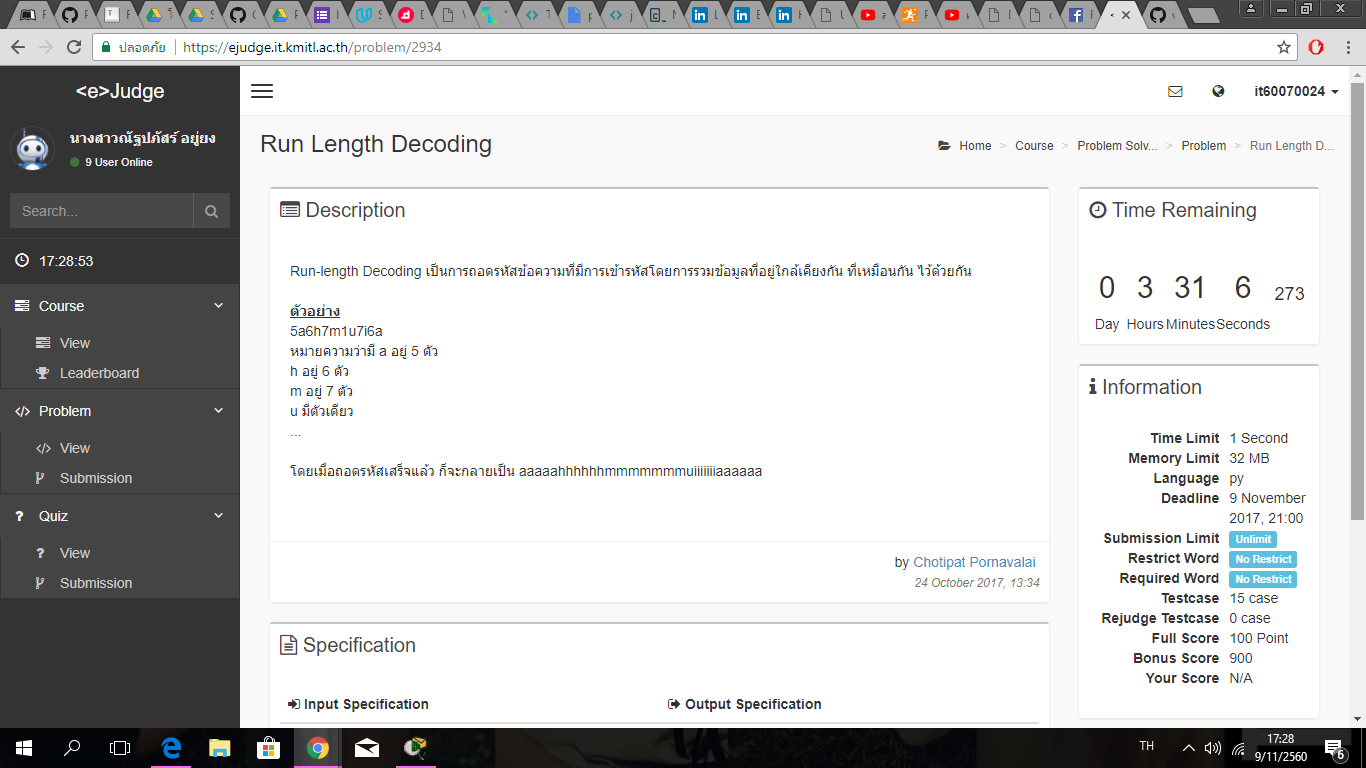 ปลอดภัย https://ejudge.it.kmitl.ac.th/problem/2934
<e>Judge
it60070024
นางสาวณัฐปภัสร์ อยู่ยง
9 User Online
Search...
17:28:53
Course
View
Leaderboard
Problem
View
Submission
Quiz
View
Submission
Run Length Decoding
Home > Course > Problem Solv... > Problem > Run Length D...
Description
Run-length Decoding เป็นการถอดรหัสข้อความที่มีการเข้ารหัสโดยการรวมข้อมูลที่อยู่ใกล้เคียงกัน ที่เหมือนกัน ไว้ด้วยกัน
ตัวอย่าง
5a6h7m1u7i6a
หมายความว่ามี a อยู่ 5 ตัว
h อยู่ 6 ตัว
m อยู่ 7 ตัว
u มีตัวเดียว
...
โดยเมื่อถอดรหัสเสร็จแล้ว ก็จะกลายเป็น aaaaahhhhhhmmmmmmmuiiiiiiiaaaaaa
by Chotipat Pornavalai
24 October 2017, 13:34
Specification
Input Specification
Output Specification
Time Remaining
0 3 31 6 273
Day Hours Minutes Seconds
Information
Time Limit 1 Second
Memory Limit 32 MB
Language py
Deadline 9 November
2017, 21:00
Submission Limit Unlimit
Restrict Word No Restrict
Required Word No Restrict
Testcase 15 case
Rejudge Testcase 0 case
Full Score 100 Point
Bonus Score 900
Your Score N/A
TH
17:28
9/11/2560
6